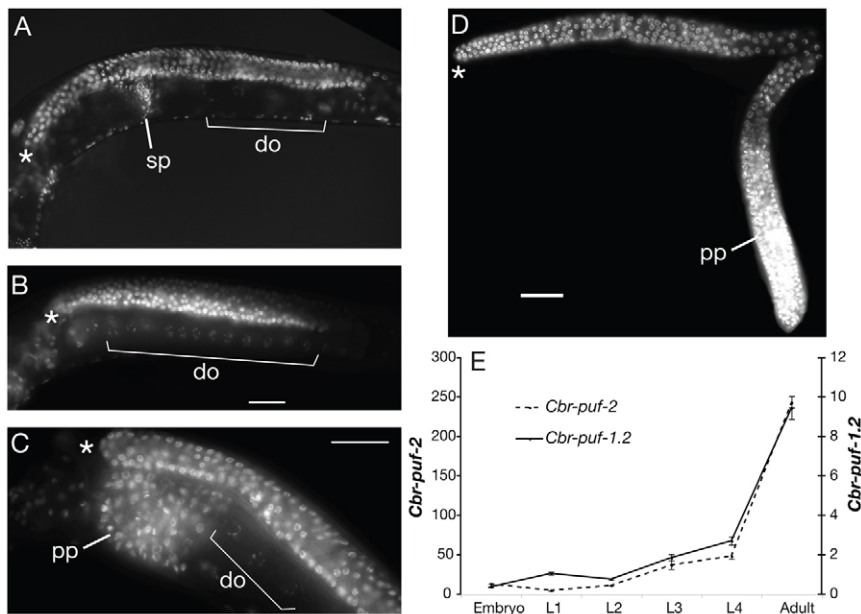 A
*
sp
do
B
*
do
C
*
pp
do
D
*
pp
E
300
250
200
150
100
50
0
Cbr-puf-2
Cbr-puf-2
Cbr-puf-1.2
12
10
8
6
4
2
0
Cbr-puf-1.2
Embryo L1 L2 L3 L4 Adult